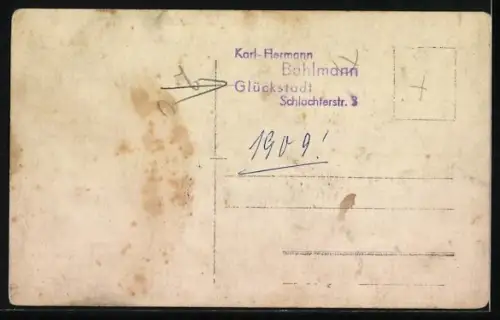 Karl-Hermann
Bohlmann
Glückstadt
Schlachterstr. 3
1909!